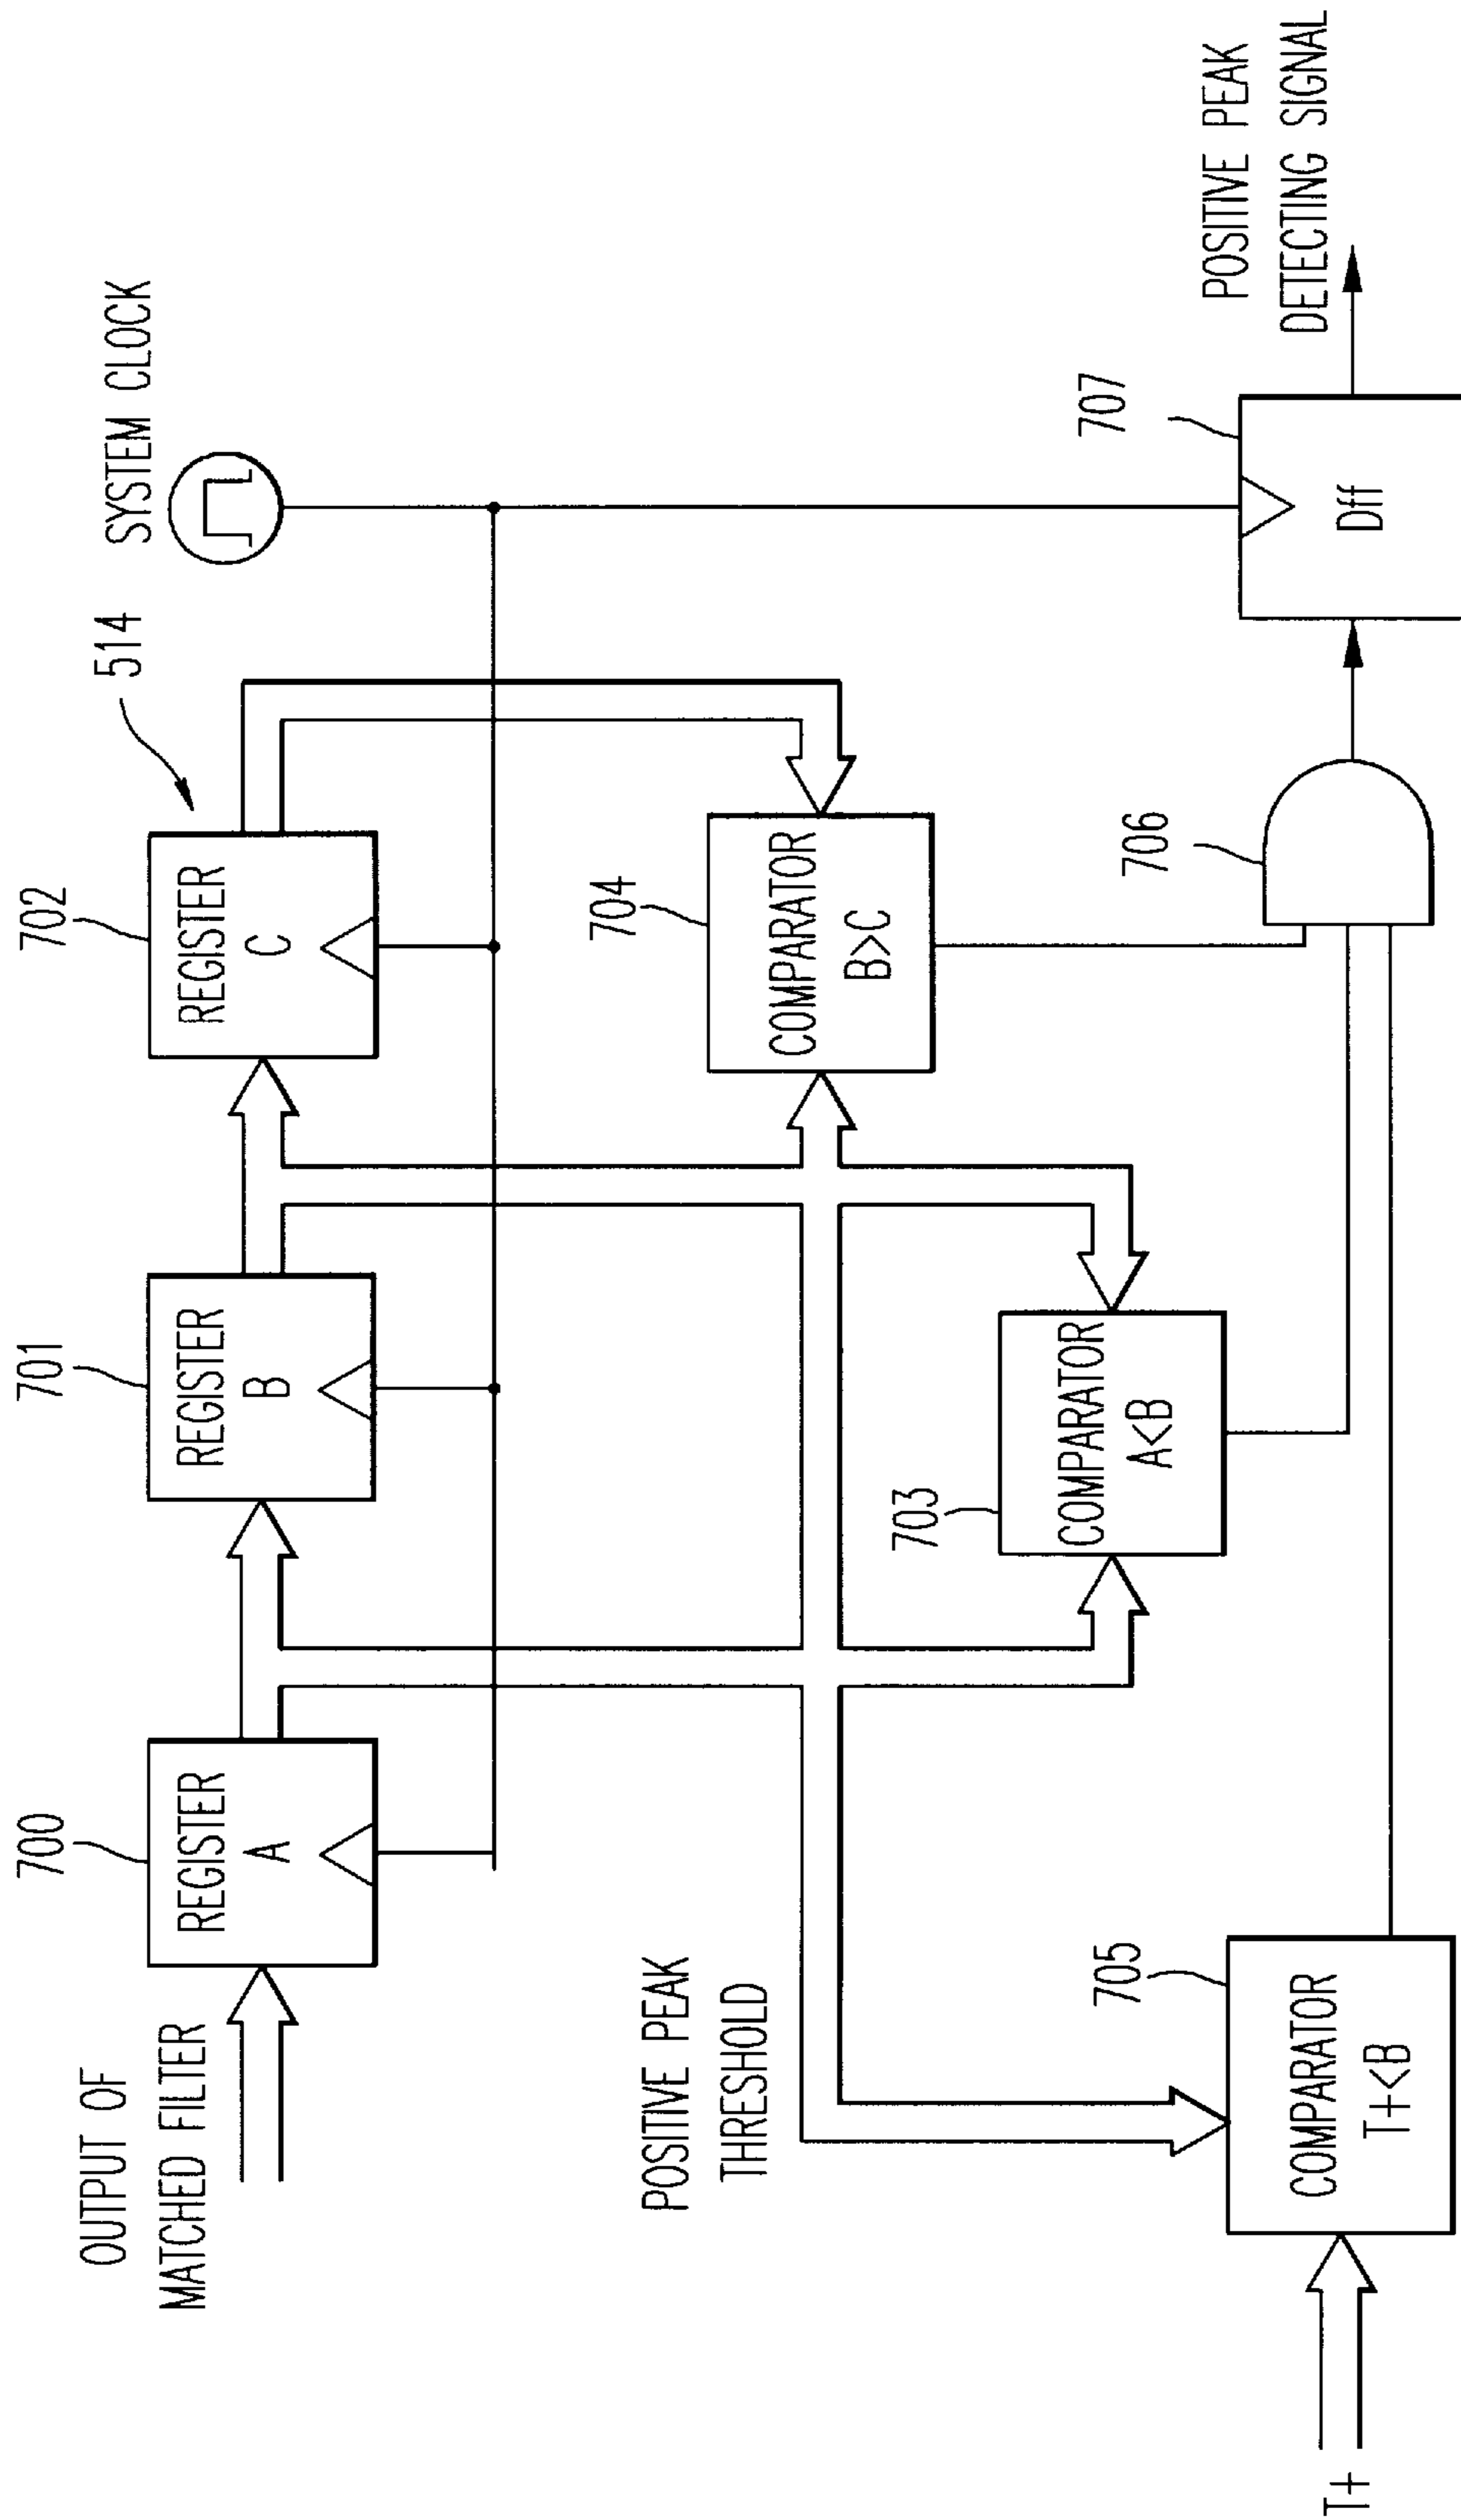 OUTPUT OF
MATCHED FILTER
700
REGISTER
A
701
REGISTER
B
702
REGISTER
C
514
SYSTEM CLOCK
POSITIVE PEAK
THRESHOLD
704
COMPARATOR
B>C
703
COMPARATOR
A<B
T+
705
COMPARATOR
T+<B
706
707
Dff
POSITIVE PEAK
DETECTING SIGNAL